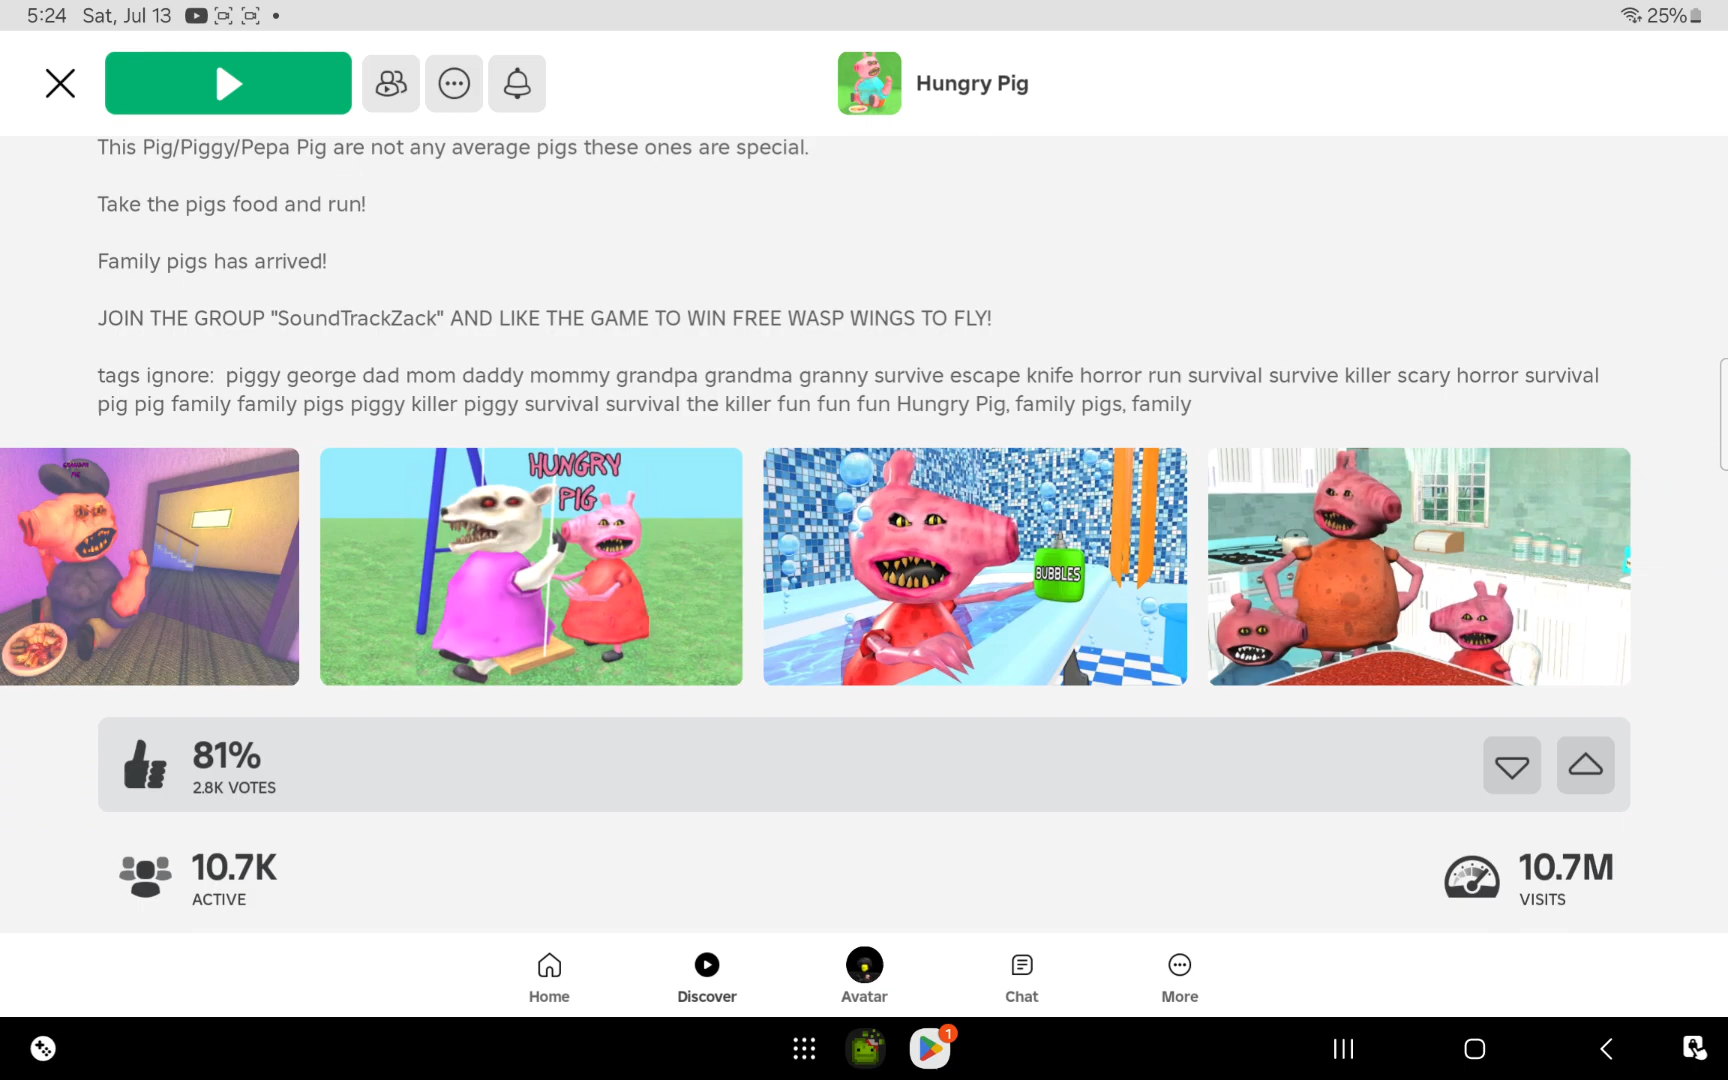 5:24 Sat, Jul 13
25%
Hungry Pig
This Pig/Piggy/Pepa Pig are not any average pigs these ones are special.
Take the pigs food and run!
Family pigs has arrived!
JOIN THE GROUP "SoundTrackZack" AND LIKE THE GAME TO WIN FREE WASP WINGS TO FLY!
tags ignore:  piggy george dad mom daddy mommy grandpa grandma granny survive escape knife horror run survival survive killer scary horror survival
pig pig family family pigs piggy killer piggy survival survival the killer fun fun fun Hungry Pig, family pigs, family
GRANDPA
PIG
HUNGRY
PIG
BUBBLES
81%
2.8K VOTES
10.7K
ACTIVE
10.7M
VISITS
Home
Discover
Avatar
Chat
More
1